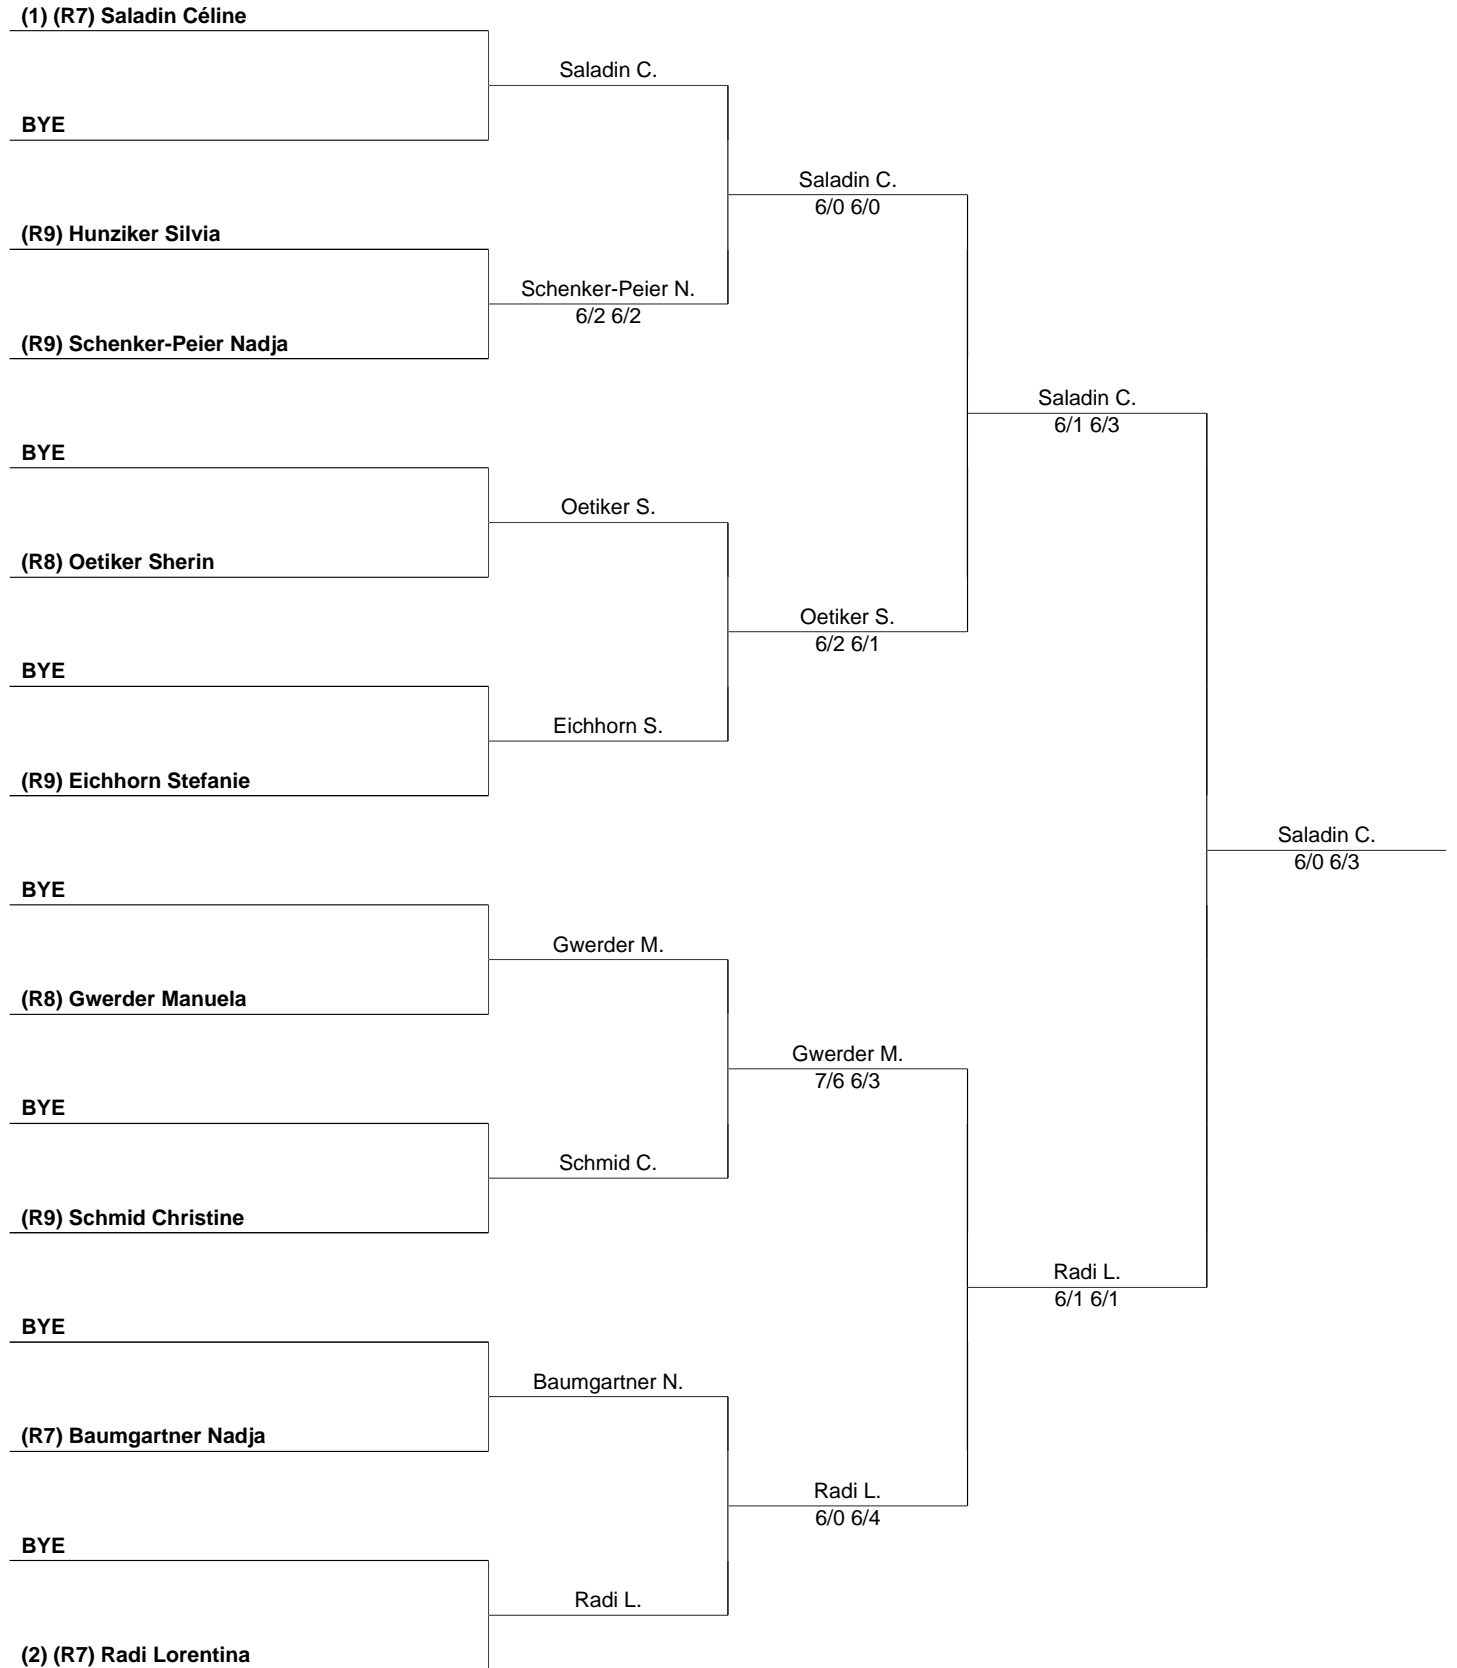 (1) (R7) Saladin Céline
Saladin C.
BYE
Saladin C.
6/0 6/0
(R9) Hunziker Silvia
Schenker-Peier N.
6/2 6/2
(R9) Schenker-Peier Nadja
Saladin C.
6/1 6/3
BYE
Oetiker S.
(R8) Oetiker Sherin
Oetiker S.
6/2 6/1
BYE
Eichhorn S.
(R9) Eichhorn Stefanie
Saladin C.
6/0 6/3
BYE
Gwerder M.
(R8) Gwerder Manuela
Gwerder M.
7/6 6/3
BYE
Schmid C.
(R9) Schmid Christine
Radi L.
6/1 6/1
BYE
Baumgartner N.
(R7) Baumgartner Nadja
Radi L.
6/0 6/4
BYE
Radi L.
(2) (R7) Radi Lorentina